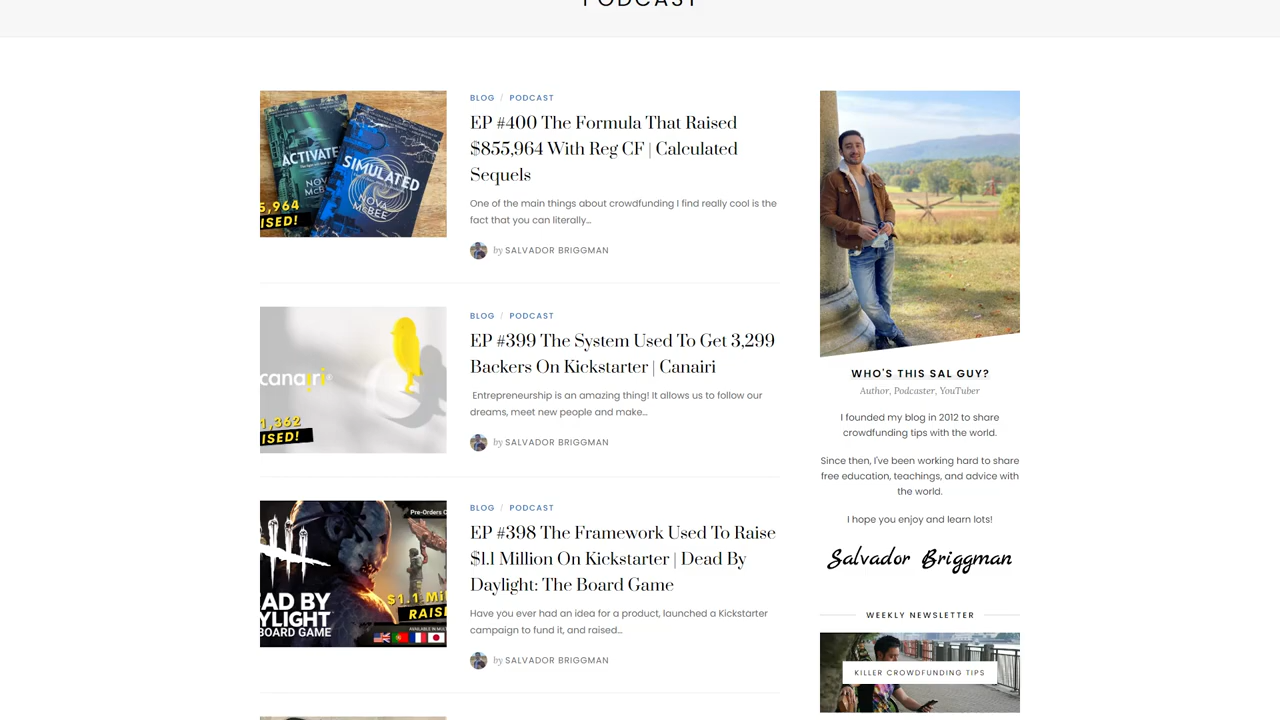 PODCAST
ACTIVATE
NOVA
McBEE
SIMULATED
NOVA
McBEE
5,964
ISED!
BLOG / PODCAST
EP #400 The Formula That Raised
$855,964 With Reg CF | Calculated
Sequels
One of the main things about crowdfunding I find really cool is the
fact that you can literally…
by SALVADOR BRIGGMAN
canairi
1,362
ISED!
BLOG / PODCAST
EP #399 The System Used To Get 3,299
Backers On Kickstarter | Canairi
Entrepreneurship is an amazing thing! It allows us to follow our
dreams, meet new people and make…
by SALVADOR BRIGGMAN
Pre-Orders O
$1.1 Mil
RAIS
AD BY
YLIGHT
BOARD GAME
BLOG / PODCAST
EP #398 The Framework Used To Raise
$1.1 Million On Kickstarter | Dead By
Daylight: The Board Game
Have you ever had an idea for a product, launched a Kickstarter
campaign to fund it, and raised…
by SALVADOR BRIGGMAN
WHO'S THIS SAL GUY?
Author, Podcaster, YouTuber
I founded my blog in 2012 to share
crowdfunding tips with the world.
Since then, I've been working hard to share
free education, teachings, and advice with
the world.
I hope you enjoy and learn lots!
Salvador Briggman
WEEKLY NEWSLETTER
KILLER CROWDFUNDING TIPS